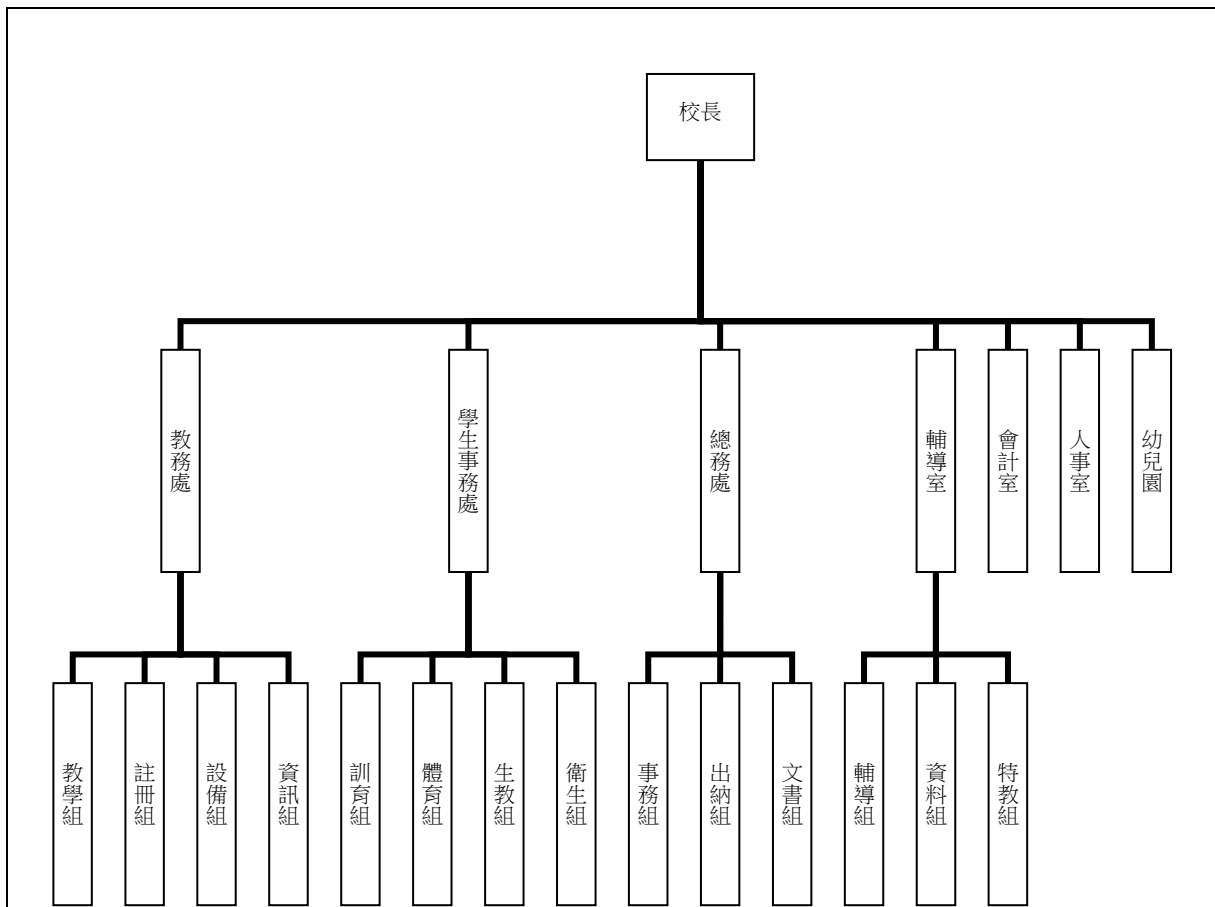 校長
教務處
學生事務處
總務處
輔導室
會計室
人事室
幼兒園
教學組
註冊組
設備組
資訊組
訓育組
體育組
生教組
衛生組
事務組
出納組
文書組
輔導組
資料組
特教組